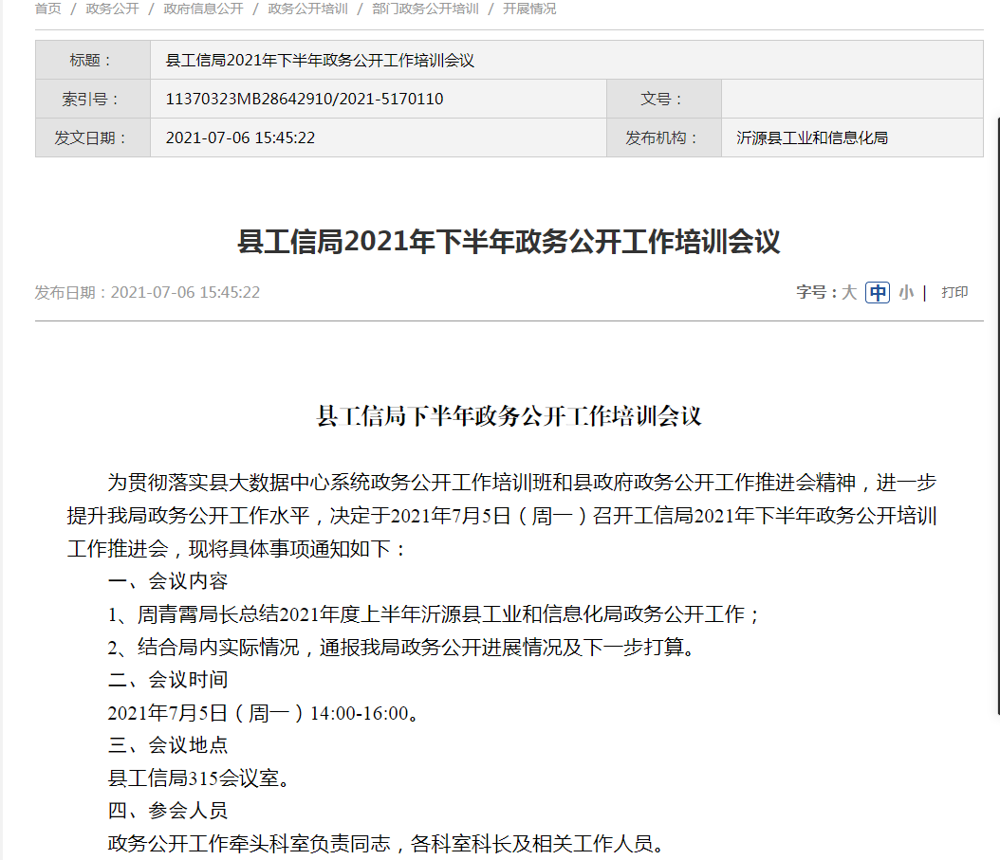 首页 / 政务公开 / 政府信息公开 / 政务公开培训 / 部门政务公开培训 / 开展情况
标题： 县工信局2021年下半年政务公开工作培训会议
索引号： 11370323MB28642910/2021-5170110 文号：
发文日期： 2021-07-06 15:45:22 发布机构： 沂源县工业和信息化局
县工信局2021年下半年政务公开工作培训会议
发布日期：2021-07-06 15:45:22 字号：大 中 小 | 打印
县工信局下半年政务公开工作培训会议
为贯彻落实县大数据中心系统政务公开工作培训班和县政府政务公开工作推进会精神，进一步
提升我局政务公开工作水平，决定于2021年7月5日（周一）召开工信局2021年下半年政务公开培训
工作推进会，现将具体事项通知如下：
一、会议内容
1、周青霄局长总结2021年度上半年沂源县工业和信息化局政务公开工作；
2、结合局内实际情况，通报我局政务公开进展情况及下一步打算。
二、会议时间
2021年7月5日（周一）14:00-16:00。
三、会议地点
县工信局315会议室。
四、参会人员
政务公开工作牵头科室负责同志，各科室科长及相关工作人员。